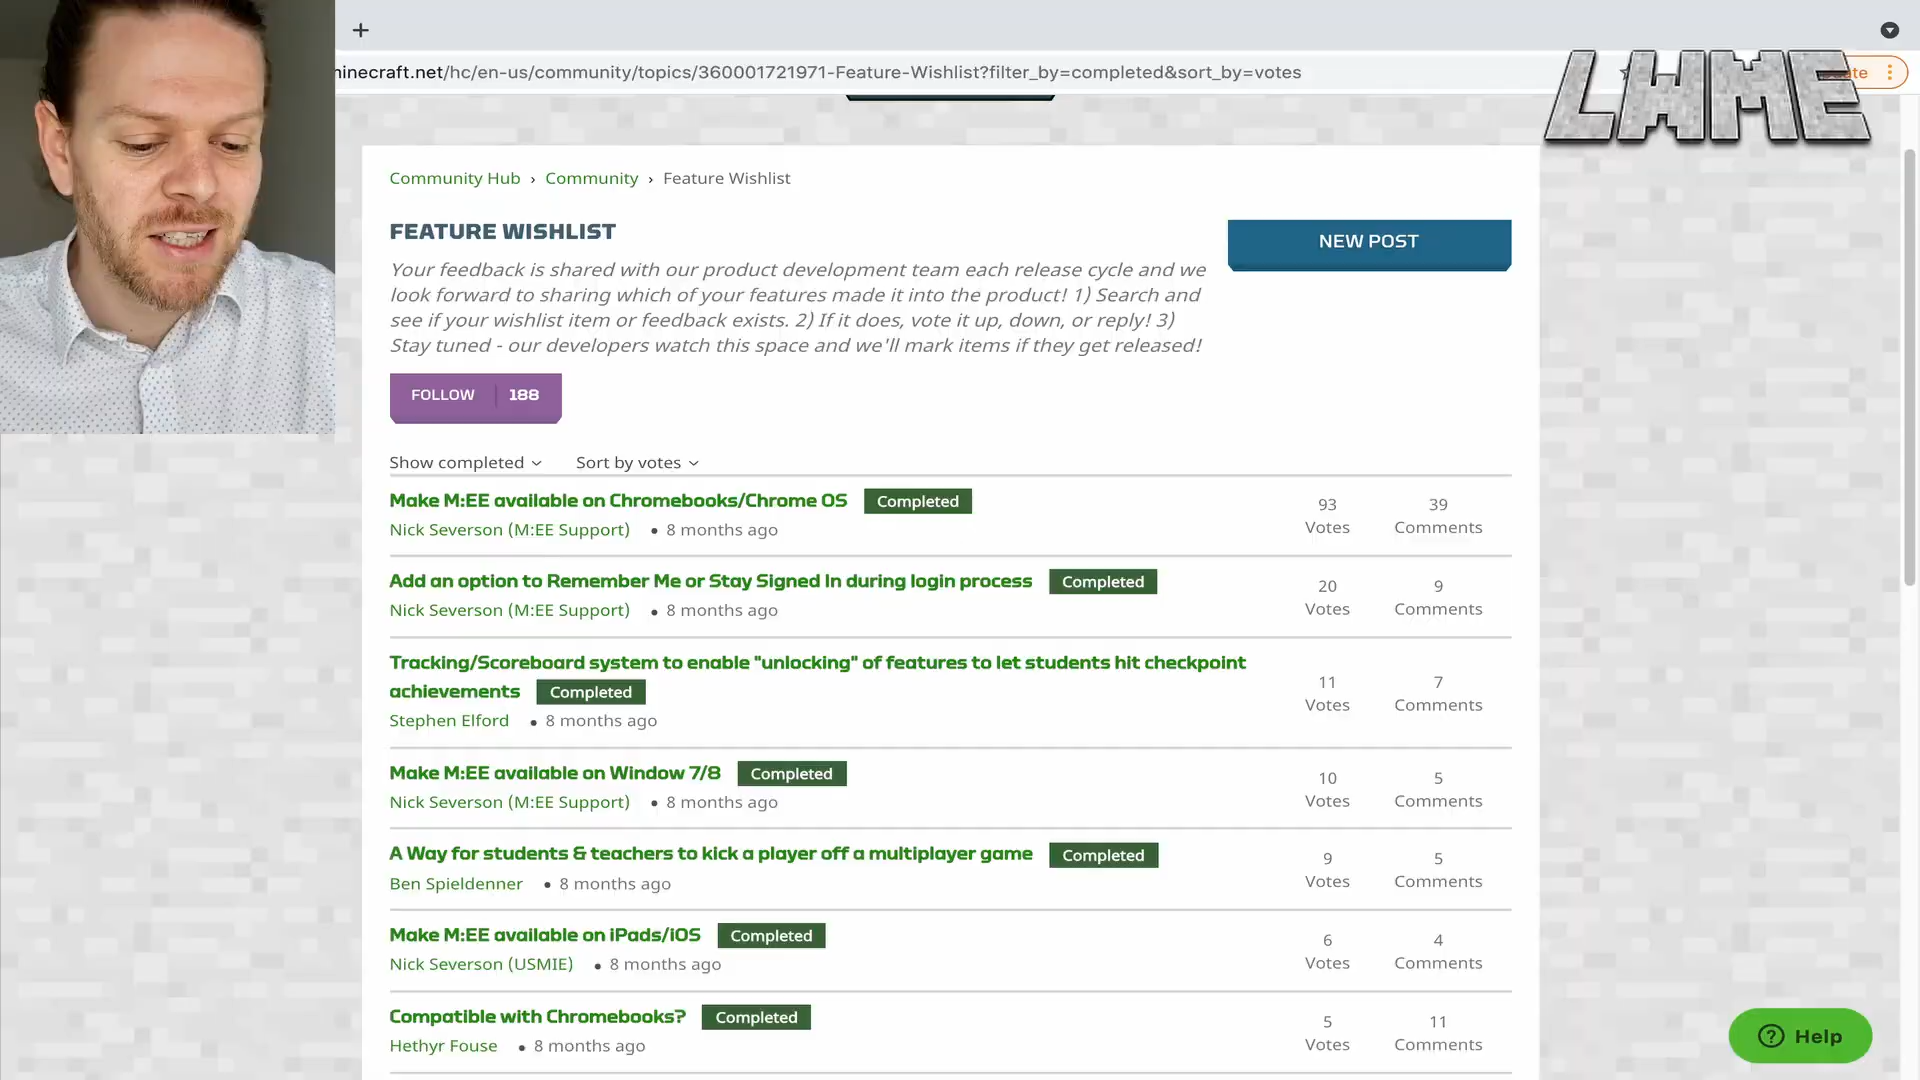 minecraft.net/hc/en-us/community/topics/360001721971-Feature-Wishlist?filter_by=completed&sort_by=votes
LWME
Community Hub › Community › Feature Wishlist
FEATURE WISHLIST
NEW POST
Your feedback is shared with our product development team each release cycle and we
look forward to sharing which of your features made it into the product! 1) Search and
see if your wishlist item or feedback exists. 2) If it does, vote it up, down, or reply! 3)
Stay tuned - our developers watch this space and we'll mark items if they get released!
FOLLOW 188
Show completed Sort by votes
Make M:EE available on Chromebooks/Chrome OS Completed
Nick Severson (M:EE Support) • 8 months ago
93 Votes
39 Comments
Add an option to Remember Me or Stay Signed In during login process Completed
Nick Severson (M:EE Support) • 8 months ago
20 Votes
9 Comments
Tracking/Scoreboard system to enable "unlocking" of features to let students hit checkpoint
achievements Completed
Stephen Elford • 8 months ago
11 Votes
7 Comments
Make M:EE available on Window 7/8 Completed
Nick Severson (M:EE Support) • 8 months ago
10 Votes
5 Comments
A Way for students & teachers to kick a player off a multiplayer game Completed
Ben Spieldenner • 8 months ago
9 Votes
5 Comments
Make M:EE available on iPads/iOS Completed
Nick Severson (USMIE) • 8 months ago
6 Votes
4 Comments
Compatible with Chromebooks? Completed
Hethyr Fouse • 8 months ago
5 Votes
11 Comments
Help